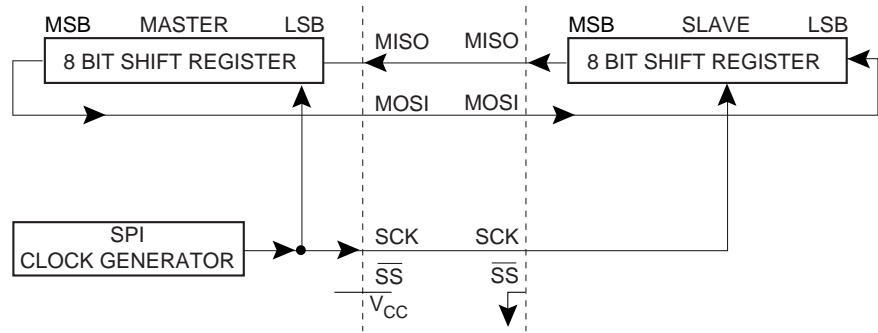 MSB MASTER LSB MISO MISO MSB SLAVE LSB
8 BIT SHIFT REGISTER 8 BIT SHIFT REGISTER
MOSI MOSI
SPI
CLOCK GENERATOR
SCK SCK
SS SS
VCC